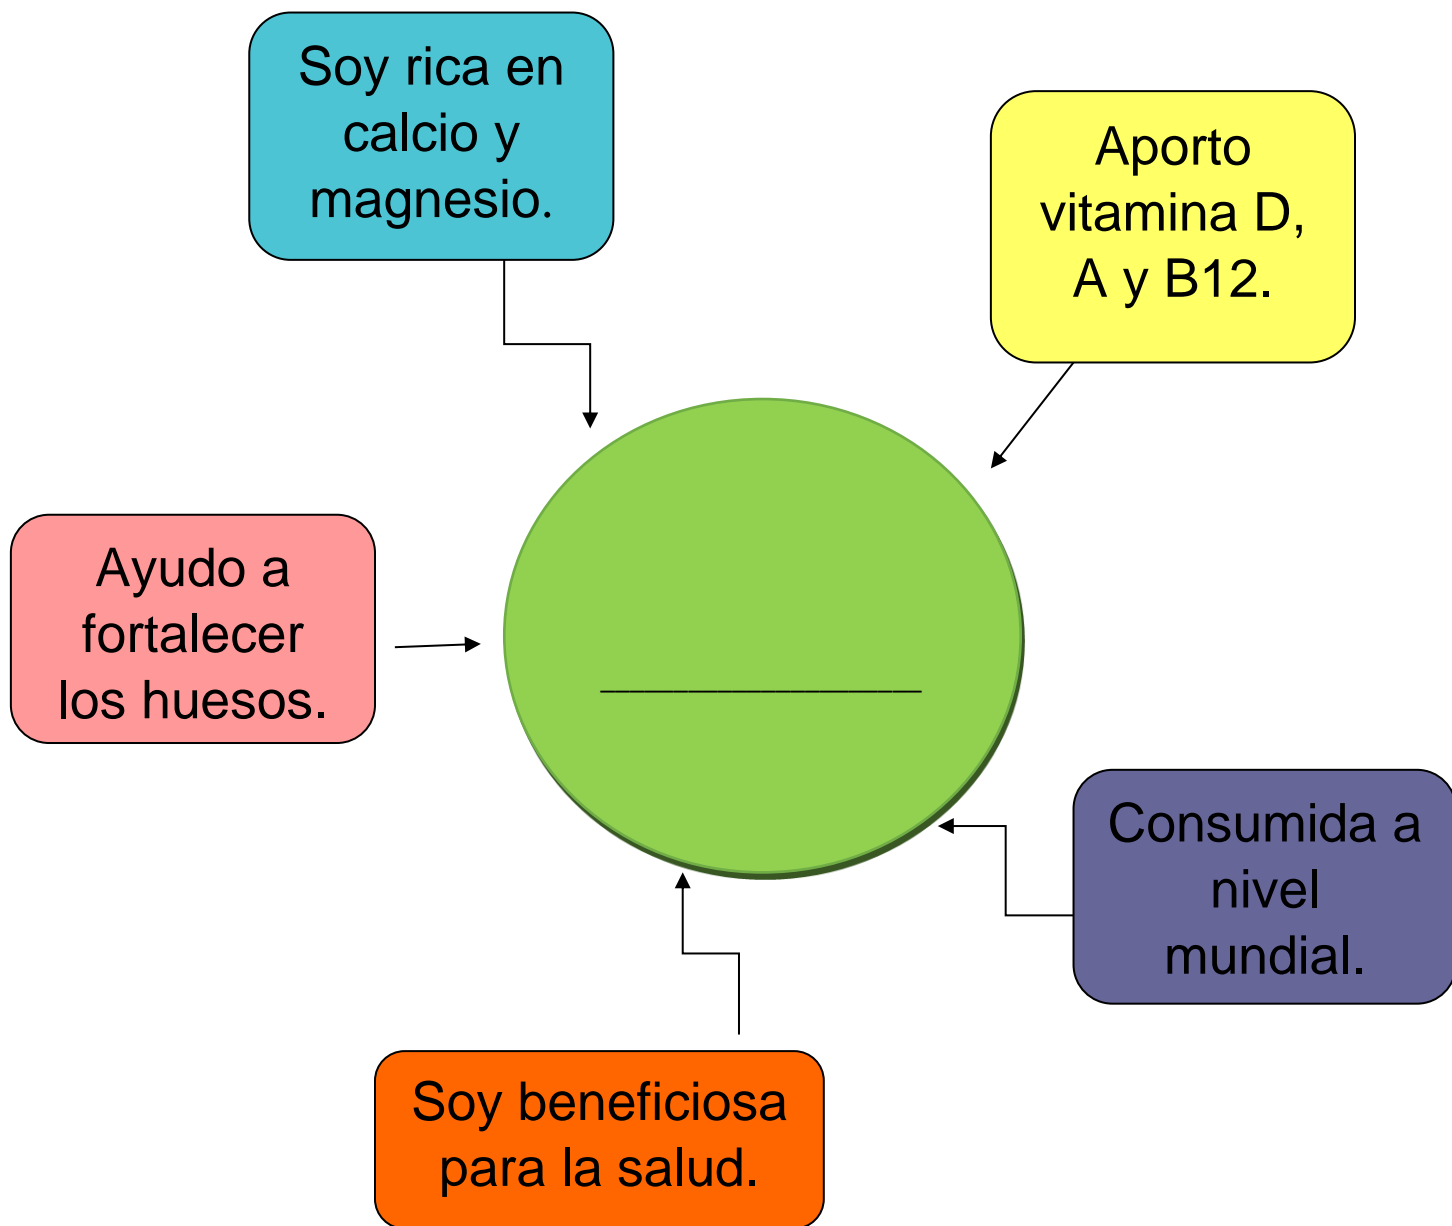 Soy rica en
calcio y
magnesio.
Aporto
vitamina D,
A y B12.
Ayudo a
fortalecer
los huesos.
_______________
Consumida a
nivel
mundial.
Soy beneficiosa
para la salud.